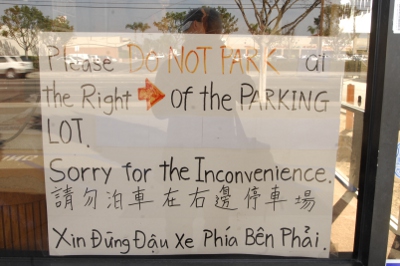 Please DO NOT PARK at
the Right ➡ of the PARKING
LOT.
Sorry for the Inconvenience.
請勿泊車在右邊停車場
Xin Đừng Đậu Xe Phía Bên Phải.